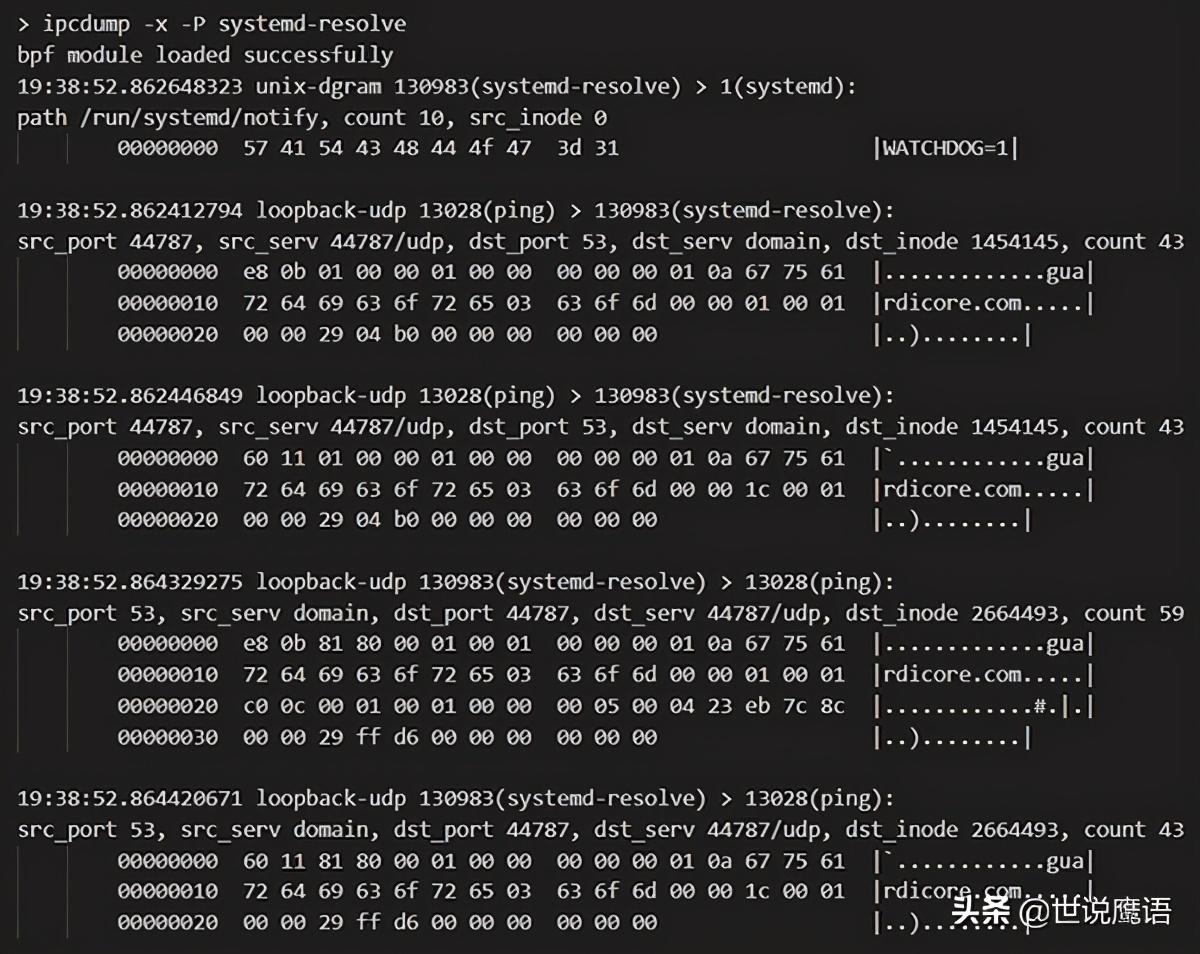 > ipcdump -x -P systemd-resolve
bpf module loaded successfully
19:38:52.862648323 unix-dgram 130983(systemd-resolve) > 1(systemd):
path /run/systemd/notify, count 10, src_inode 0
00000000  57 41 54 43 48 44 4f 47  3d 31  |WATCHDOG=1|
19:38:52.862412794 loopback-udp 13028(ping) > 130983(systemd-resolve):
src_port 44787, src_serv 44787/udp, dst_port 53, dst_serv domain, dst_inode 1454145, count 43
00000000  e8 0b 01 00 00 01 00 00  00 00 00 01 0a 67 75 61  |.............gua|
00000010  72 64 69 63 6f 72 65 03  63 6f 6d 00 00 01 00 01  |rdicore.com.....|
00000020  00 00 29 04 b0 00 00 00  00 00 00  |..)........|
19:38:52.862446849 loopback-udp 13028(ping) > 130983(systemd-resolve):
src_port 44787, src_serv 44787/udp, dst_port 53, dst_serv domain, dst_inode 1454145, count 43
00000000  60 11 01 00 00 01 00 00  00 00 00 01 0a 67 75 61  |`............gua|
00000010  72 64 69 63 6f 72 65 03  63 6f 6d 00 00 1c 00 01  |rdicore.com.....|
00000020  00 00 29 04 b0 00 00 00  00 00 00  |..)........|
19:38:52.864329275 loopback-udp 130983(systemd-resolve) > 13028(ping):
src_port 53, src_serv domain, dst_port 44787, dst_serv 44787/udp, dst_inode 2664493, count 59
00000000  e8 0b 81 80 00 01 00 01  00 00 00 01 0a 67 75 61  |.............gua|
00000010  72 64 69 63 6f 72 65 03  63 6f 6d 00 00 01 00 01  |rdicore.com.....|
00000020  c0 0c 00 01 00 01 00 00  00 05 00 04 23 eb 7c 8c  |............#.|.|
00000030  00 00 29 ff d6 00 00 00  00 00 00  |..)........|
19:38:52.864420671 loopback-udp 130983(systemd-resolve) > 13028(ping):
src_port 53, src_serv domain, dst_port 44787, dst_serv 44787/udp, dst_inode 2664493, count 43
00000000  60 11 81 80 00 01 00 00  00 00 00 01 0a 67 75 61  |`............gua|
00000010  72 64 69 63 6f 72 65 03  63 6f 6d 00 00 1c 00 01  |rdicore.com.....|
00000020  00 00 29 ff d6 00 00 00  00 00 00  |..)........|
头条 @世说鹰语